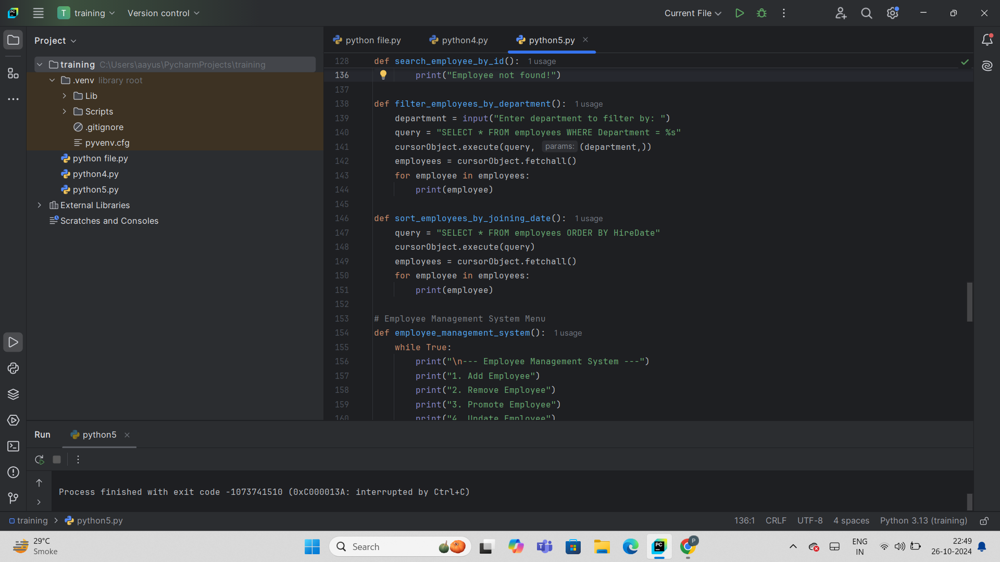 PC
T training Version control Current File
Project
python file.py python4.py python5.py
training C:\Users\aayus\PycharmProjects\training
.venv library root
Lib
Scripts
.gitignore
pyvenv.cfg
python file.py
python4.py
python5.py
External Libraries
Scratches and Consoles
128 def search_employee_by_id(): 1 usage
136 print("Employee not found!")
137
138 def filter_employees_by_department(): 1 usage
139 department = input("Enter department to filter by: ")
140 query = "SELECT * FROM employees WHERE Department = %s"
141 cursorObject.execute(query, params: (department,))
142 employees = cursorObject.fetchall()
143 for employee in employees:
144 print(employee)
145
146 def sort_employees_by_joining_date(): 1 usage
147 query = "SELECT * FROM employees ORDER BY HireDate"
148 cursorObject.execute(query)
149 employees = cursorObject.fetchall()
150 for employee in employees:
151 print(employee)
152
153 # Employee Management System Menu
154 def employee_management_system(): 1 usage
155 while True:
156 print("\n--- Employee Management System ---")
157 print("1. Add Employee")
158 print("2. Remove Employee")
159 print("3. Promote Employee")
160 print("4. Update Employee")
Run python5
Process finished with exit code -1073741510 (0xC000013A: interrupted by Ctrl+C)
training > python5.py 136:1 CRLF UTF-8 4 spaces Python 3.13 (training)
29°C
Smoke
Search
PC
P
ENG
IN
22:49
26-10-2024